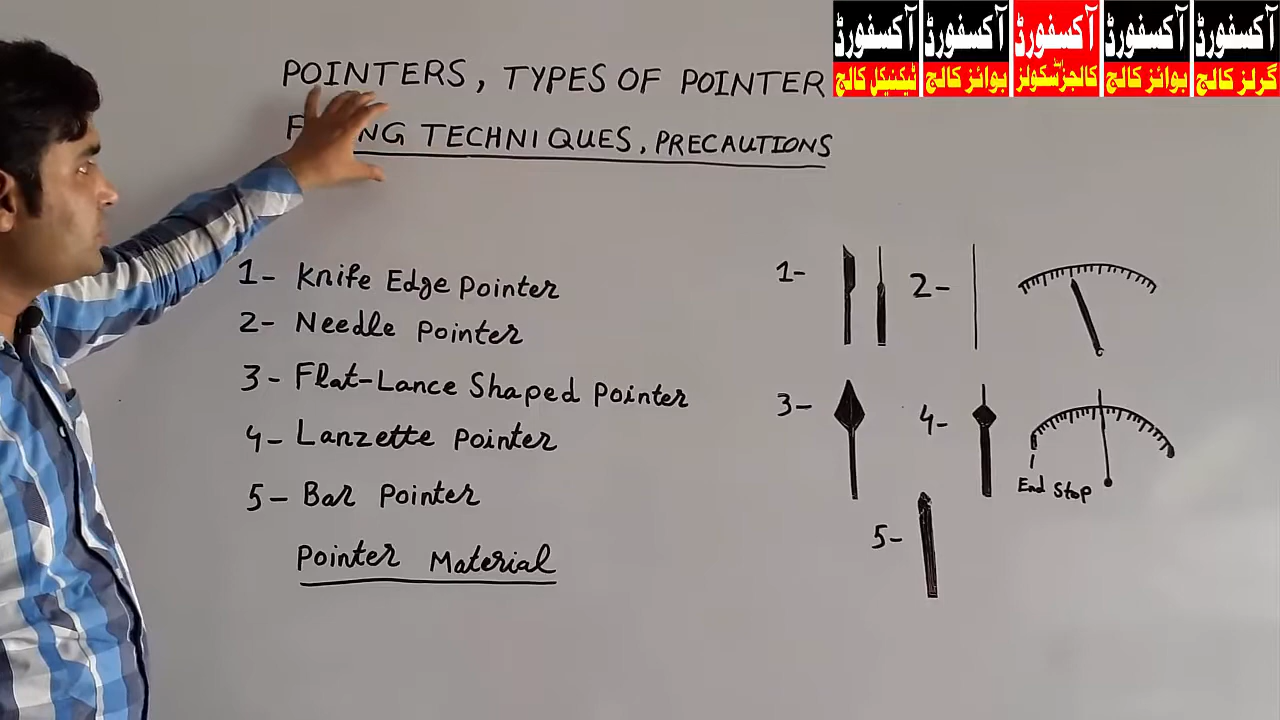 آکسفورڈ ٹیکنیکل کالج
آکسفورڈ بوائز کالج
آکسفورڈ کالجز اینڈ سکولز
آکسفورڈ بوائز کالج
آکسفورڈ گرلز کالج
POINTERS, TYPES OF POINTER
TECHNIQUES, PRECAUTIONS
1- Knife Edge Pointer
2- Needle Pointer
3- Flat-Lance Shaped Pointer
4- Lanzette Pointer
5- Bar Pointer
Pointer Material
1-
2-
3-
4-
End Stop
5-